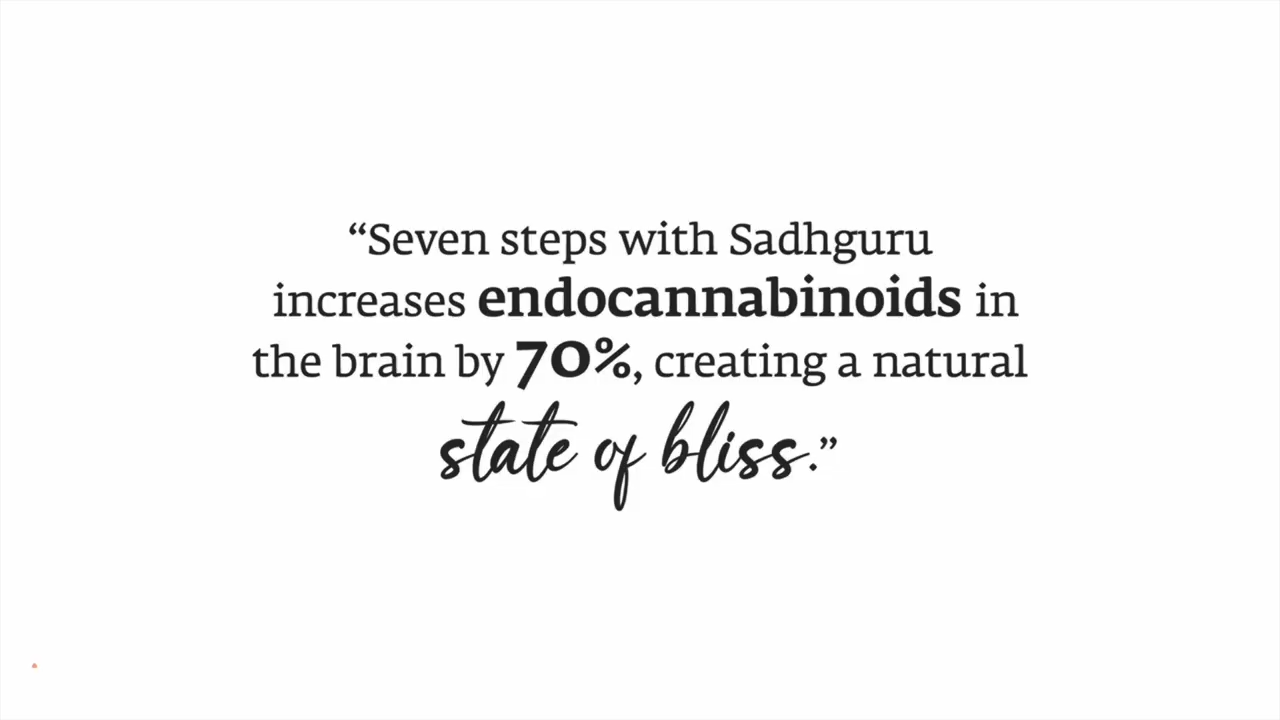 “Seven steps with Sadhguru
increases endocannabinoids in
the brain by 70%, creating a natural
state of bliss.”